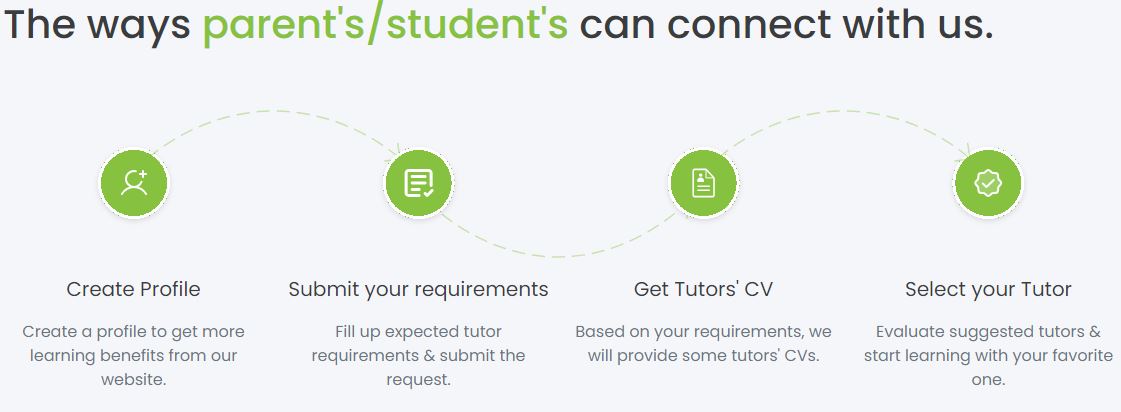 The ways parent's/student's can connect with us.
Create Profile
Create a profile to get more
learning benefits from our
website.
Submit your requirements
Fill up expected tutor
requirements & submit the
request.
Get Tutors' CV
Based on your requirements, we
will provide some tutors' CVs.
Select your Tutor
Evaluate suggested tutors &
start learning with your favorite
one.